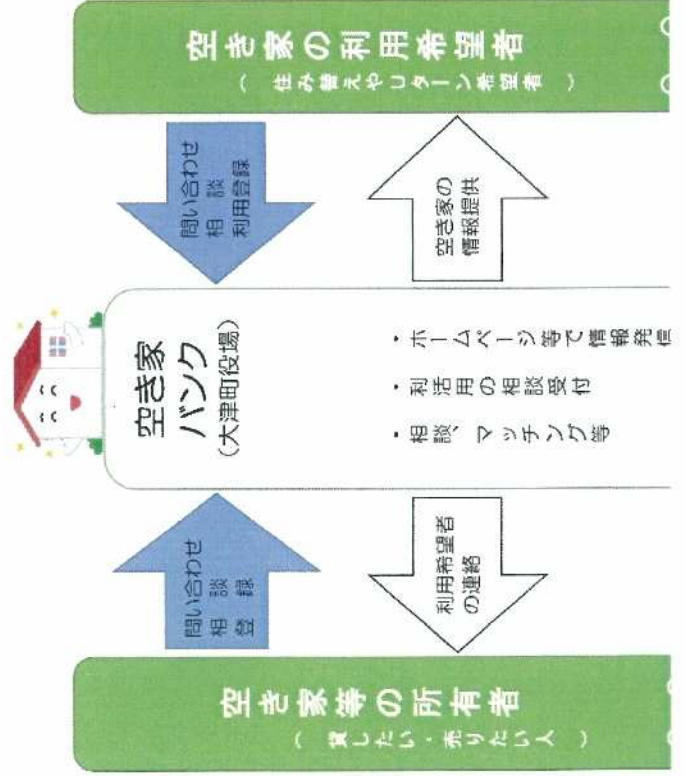 空き家の利用希望者
( 住み替えやUターン希望者 )
問い合わせ
相談
利用登録
空き家の
情報提供
空き家
バンク
(大津町役場)
・ホームページ等で情報発信
・利活用の相談受付
・相談、マッチング等
問い合わせ
相談
登録
利用希望者
の連絡
空き家等の所有者
( 貸したい・売りたい人 )